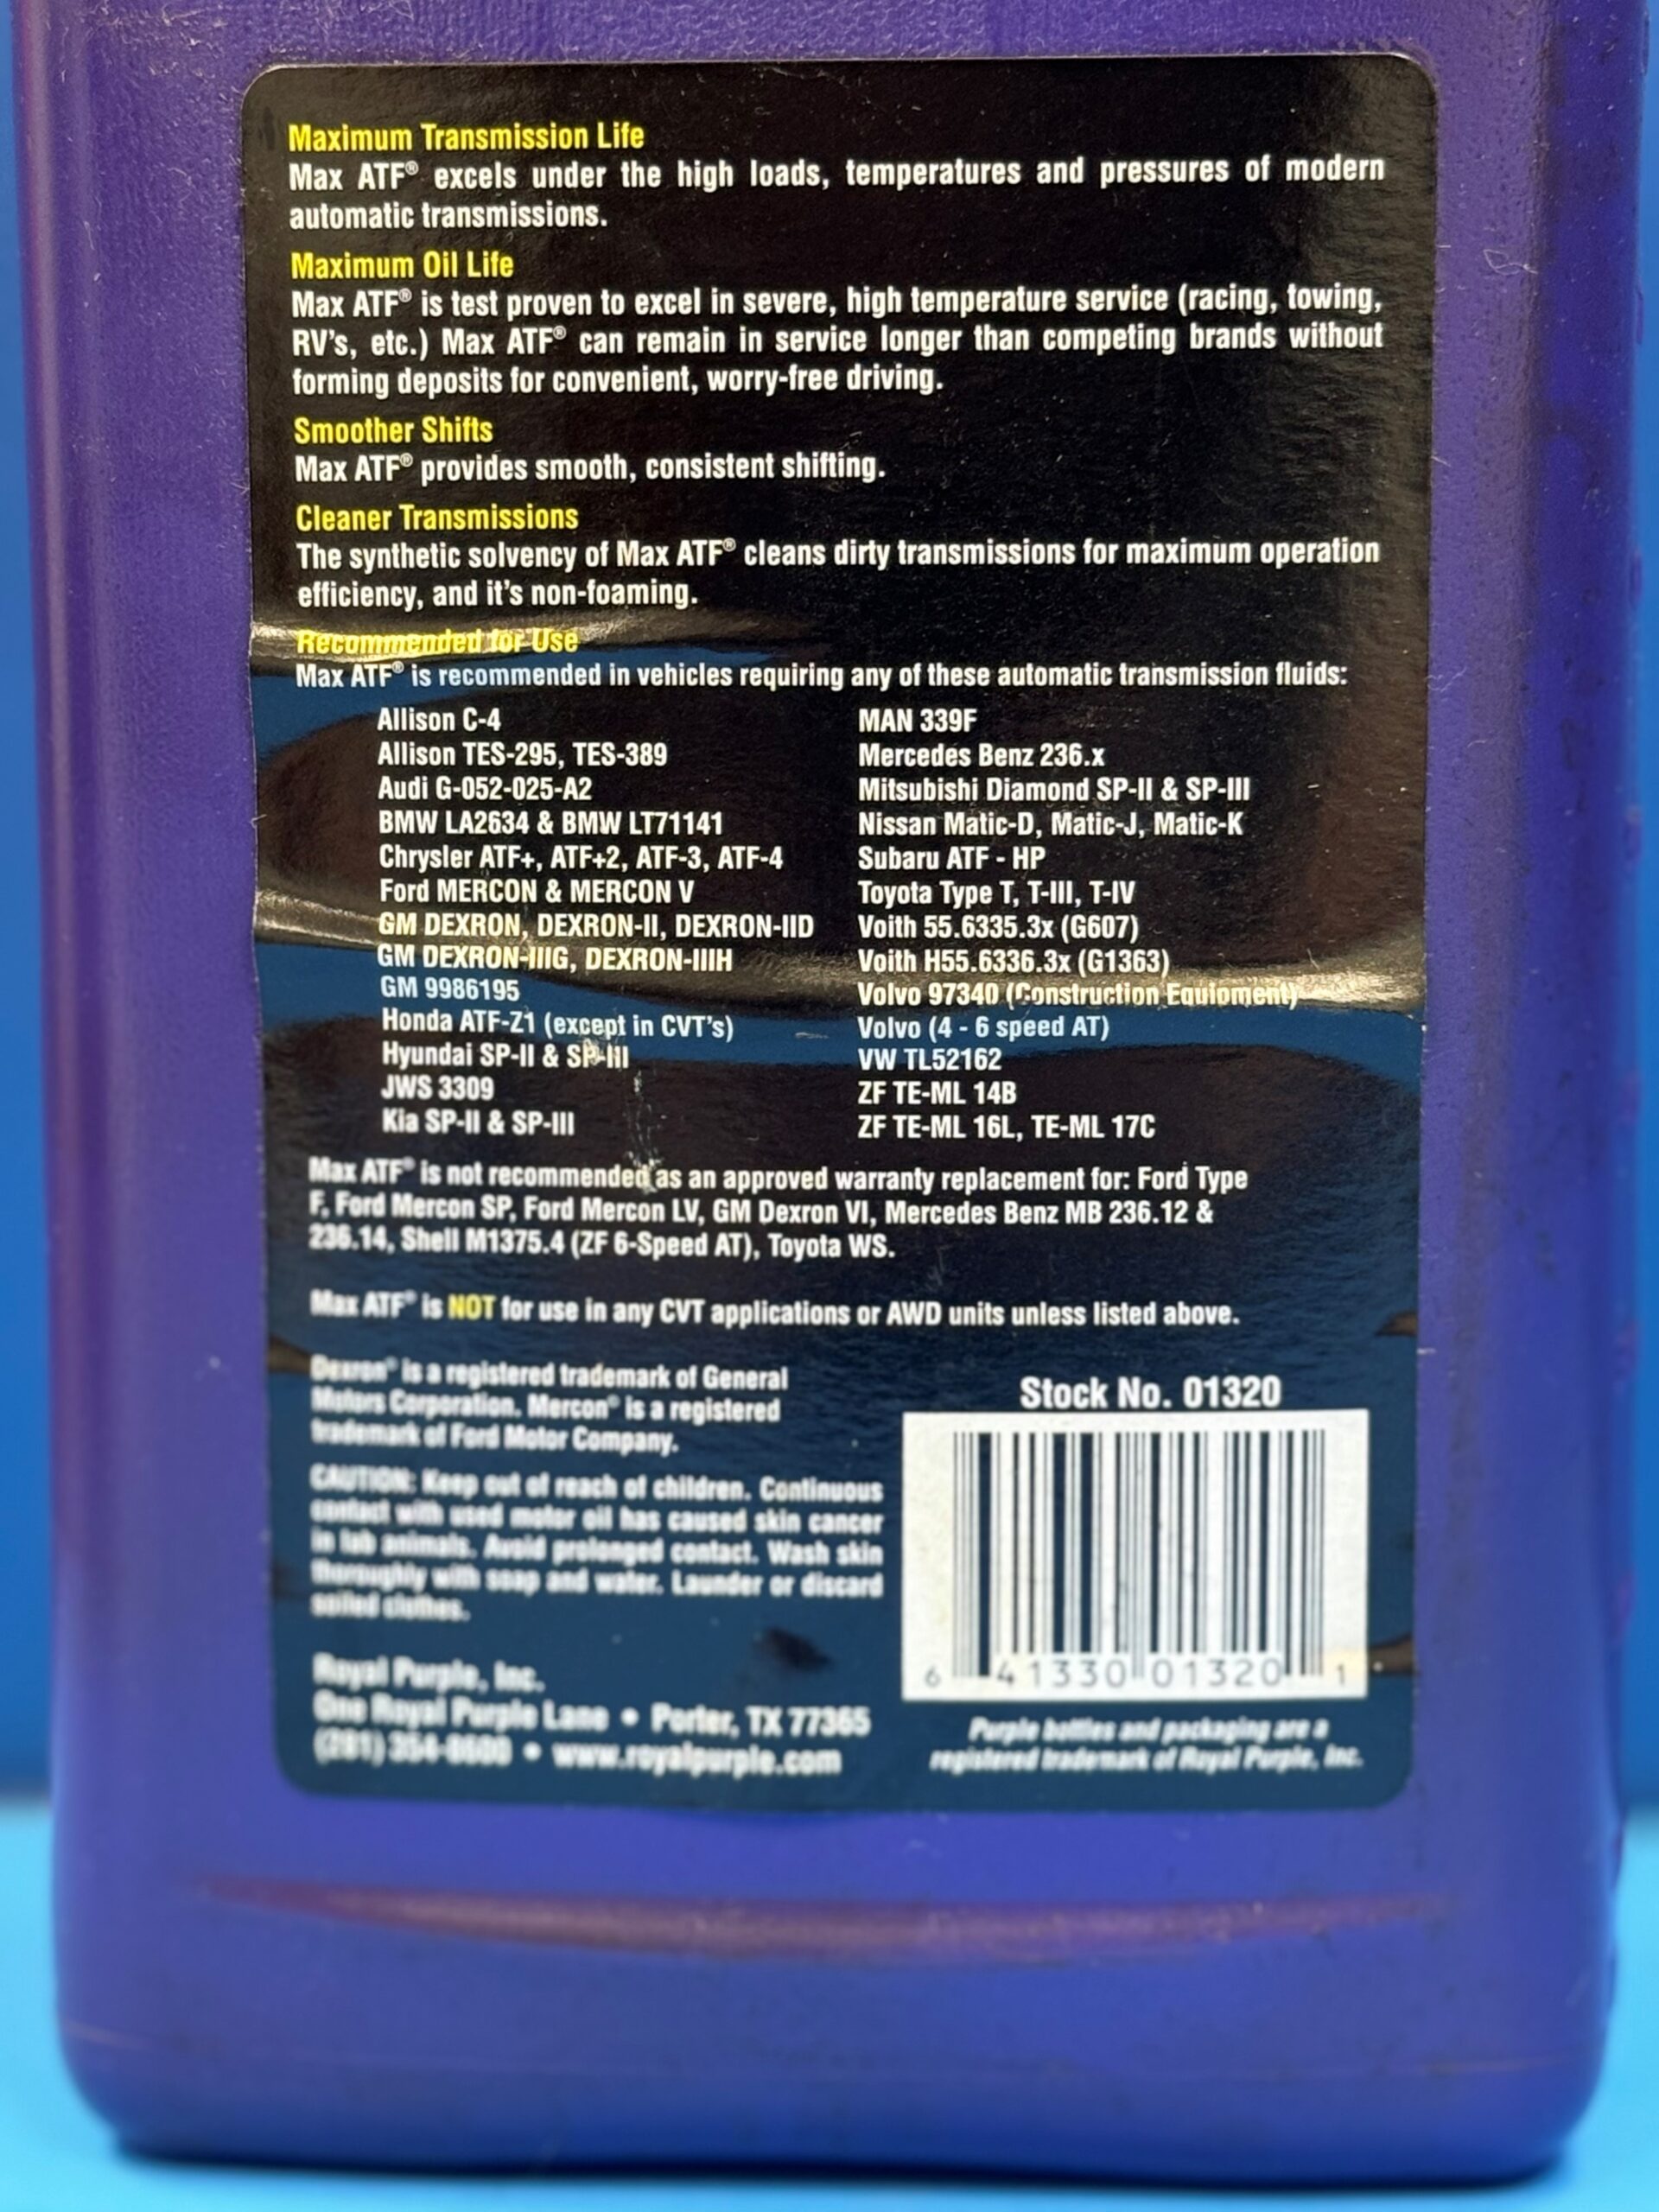 Maximum Transmission Life
Max ATF® excels under the high loads, temperatures and pressures of modern
automatic transmissions.
Maximum Oil Life
Max ATF® is test proven to excel in severe, high temperature service (racing, towing,
RV's, etc.) Max ATF® can remain in service longer than competing brands without
forming deposits for convenient, worry-free driving.
Smoother Shifts
Max ATF® provides smooth, consistent shifting.
Cleaner Transmissions
The synthetic solvency of Max ATF® cleans dirty transmissions for maximum operation
efficiency, and it's non-foaming.
Recommended for Use
Max ATF® is recommended in vehicles requiring any of these automatic transmission fluids:
Allison C-4
Allison TES-295, TES-389
Audi G-052-025-A2
BMW LA2634 & BMW LT71141
Chrysler ATF+, ATF+2, ATF-3, ATF-4
Ford MERCON & MERCON V
GM DEXRON, DEXRON-II, DEXRON-IID
GM DEXRON-IIIG, DEXRON-IIIH
GM 9986195
Honda ATF-Z1 (except in CVT's)
Hyundai SP-II & SP-III
JWS 3309
Kia SP-II & SP-III
MAN 339F
Mercedes Benz 236.x
Mitsubishi Diamond SP-II & SP-III
Nissan Matic-D, Matic-J, Matic-K
Subaru ATF - HP
Toyota Type T, T-III, T-IV
Voith 55.6335.3x (G607)
Voith H55.6336.3x (G1363)
Volvo 97340 (Construction Equipment)
Volvo (4 - 6 speed AT)
VW TL52162
ZF TE-ML 14B
ZF TE-ML 16L, TE-ML 17C
Max ATF® is not recommended as an approved warranty replacement for: Ford Type
F, Ford Mercon SP, Ford Mercon LV, GM Dexron VI, Mercedes Benz MB 236.12 &
236.14, Shell M1375.4 (ZF 6-Speed AT), Toyota WS.
Max ATF® is NOT for use in any CVT applications or AWD units unless listed above.
Dexron® is a registered trademark of General
Motors Corporation. Mercon® is a registered
trademark of Ford Motor Company.
CAUTION: Keep out of reach of children. Continuous
contact with used motor oil has caused skin cancer
in lab animals. Avoid prolonged contact. Wash skin
thoroughly with soap and water. Launder or discard
soiled clothes.
Royal Purple, Inc.
One Royal Purple Lane • Porter, TX 77365
(281) 354-8600 • www.royalpurple.com
Stock No. 01320
6 41330 01320 1
Purple bottles and packaging are a
registered trademark of Royal Purple, Inc.